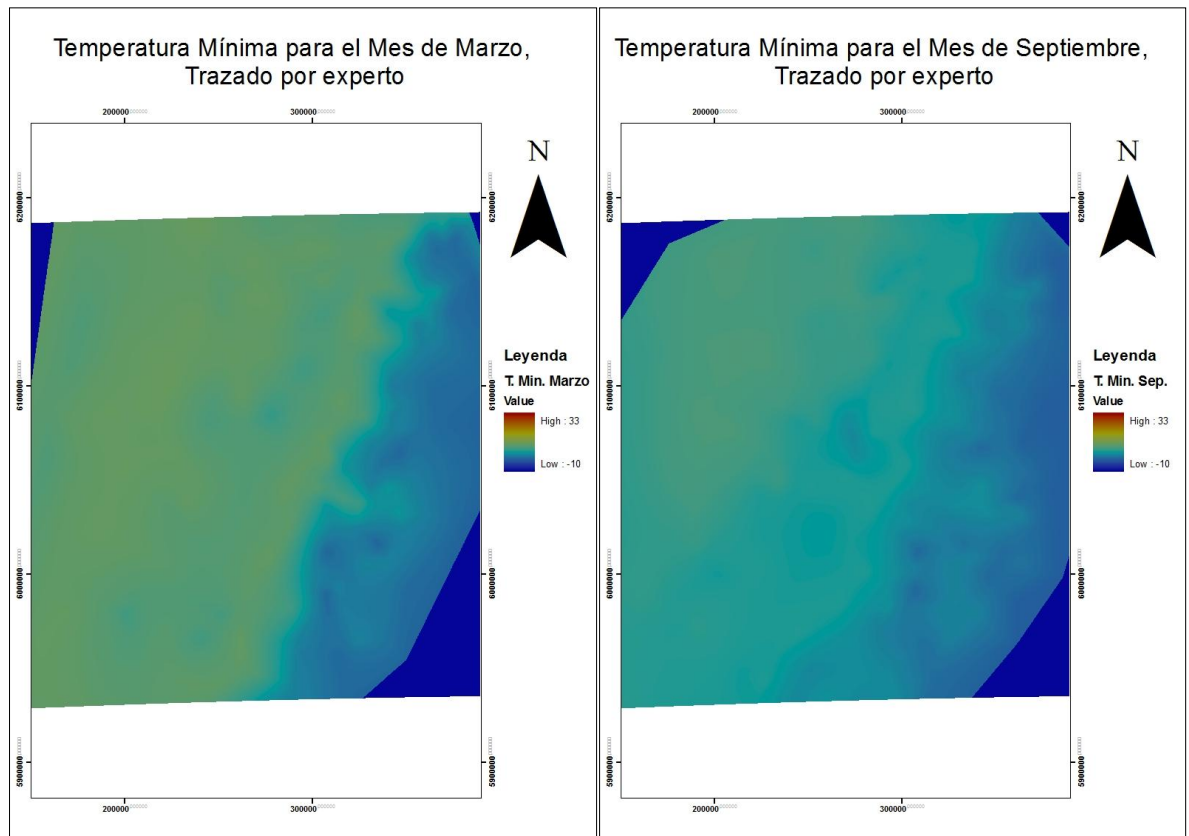 Temperatura Mínima para el Mes de Marzo,
Trazado por experto
200000 300000
N
6200000 6200000
6100000 6100000
6000000 6000000
5900000 5900000
Leyenda
T. Min. Marzo
Value
High : 33
Low : -10
200000 300000
Temperatura Mínima para el Mes de Septiembre,
Trazado por experto
200000 300000
N
6200000 6200000
6100000 6100000
6000000 6000000
5900000 5900000
Leyenda
T. Min. Sep.
Value
High : 33
Low : -10
200000 300000